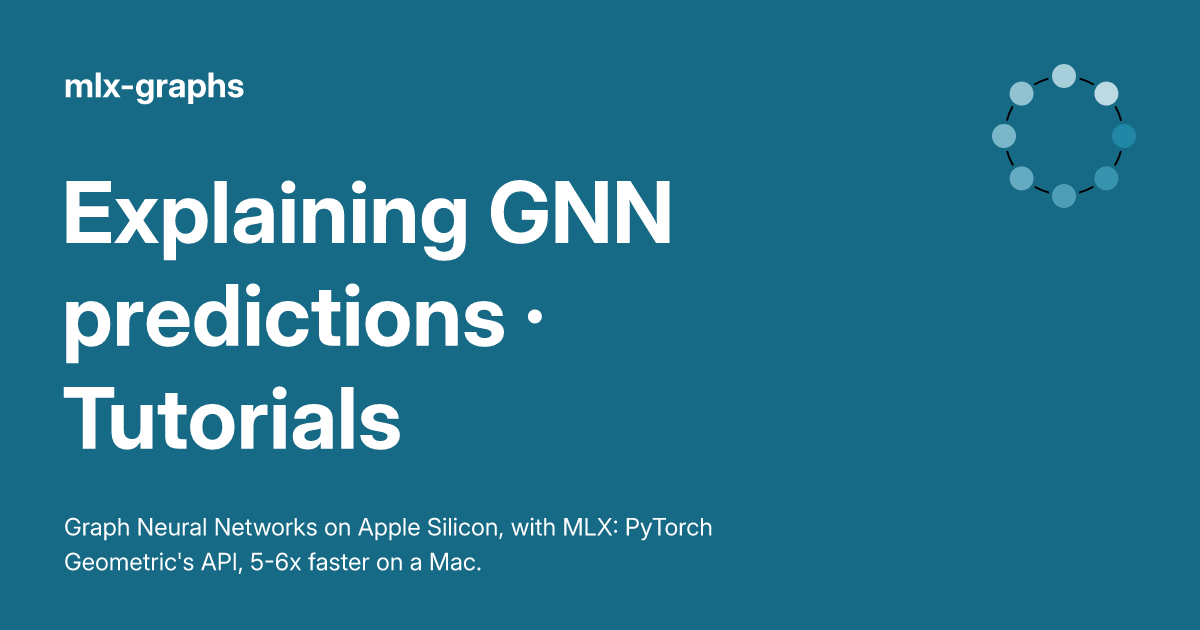 mlx-graphs
Explaining GNN
predictions ·
Tutorials
Graph Neural Networks on Apple Silicon, with MLX: PyTorch
Geometric's API, 5-6x faster on a Mac.